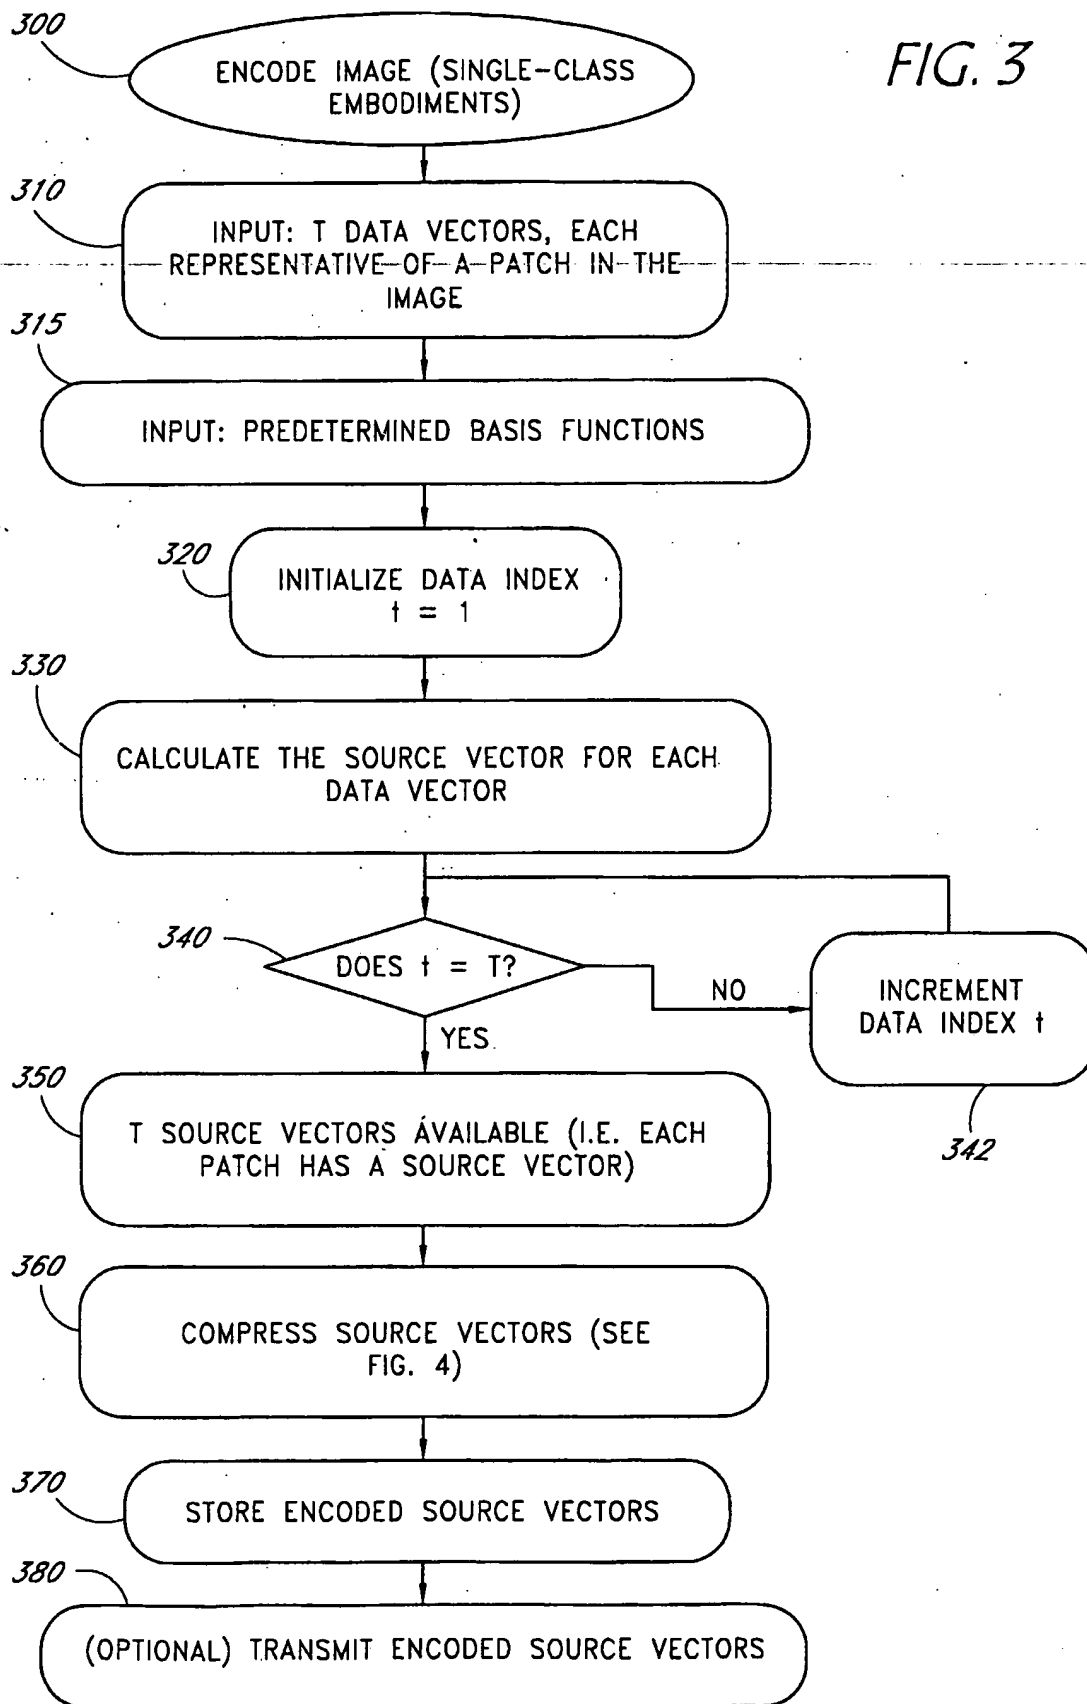 FIG. 3
300
ENCODE IMAGE (SINGLE-CLASS
EMBODIMENTS)
310
INPUT: T DATA VECTORS, EACH
REPRESENTATIVE OF A PATCH IN THE
IMAGE
315
INPUT: PREDETERMINED BASIS FUNCTIONS
320
INITIALIZE DATA INDEX
t = 1
330
CALCULATE THE SOURCE VECTOR FOR EACH
DATA VECTOR
340
DOES t = T?
NO
INCREMENT
DATA INDEX t
342
YES
350
T SOURCE VECTORS AVAILABLE (I.E. EACH
PATCH HAS A SOURCE VECTOR)
360
COMPRESS SOURCE VECTORS (SEE
FIG. 4)
370
STORE ENCODED SOURCE VECTORS
380
(OPTIONAL) TRANSMIT ENCODED SOURCE VECTORS